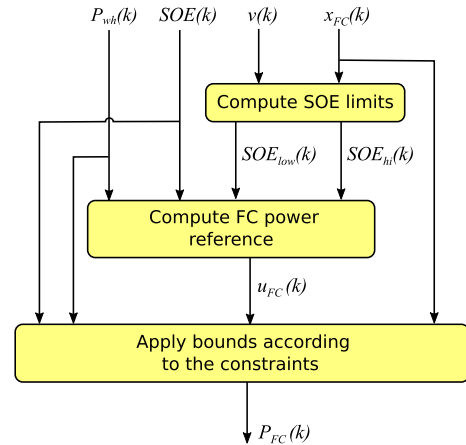 P_wh(k) SOE(k) v(k) x_FC(k)
Compute SOE limits
SOE_low(k) SOE_hi(k)
Compute FC power
reference
u_FC(k)
Apply bounds according
to the constraints
P_FC(k)